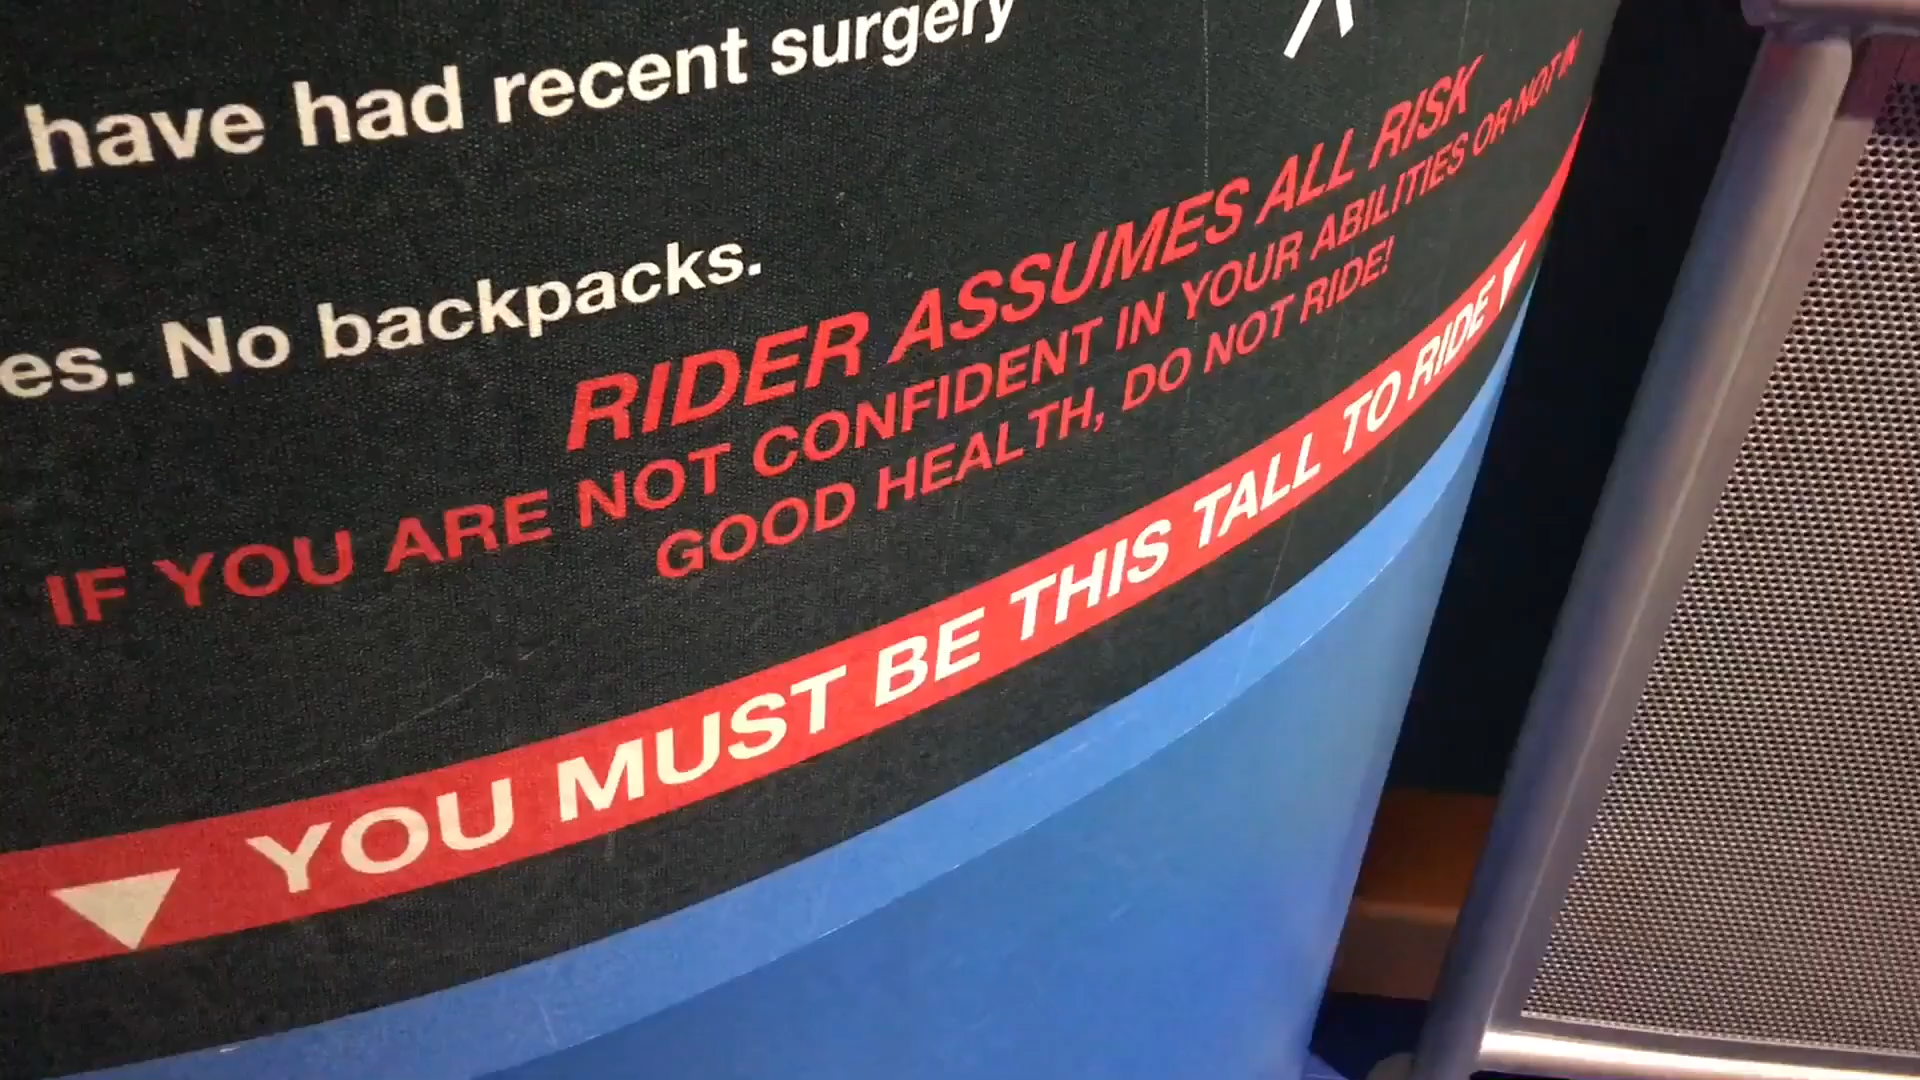 have had recent surgery
es. No backpacks.
RIDER ASSUMES ALL RISK
IF YOU ARE NOT CONFIDENT IN YOUR ABILITIES OR NOT IN
GOOD HEALTH, DO NOT RIDE!
▼ YOU MUST BE THIS TALL TO RIDE ▼